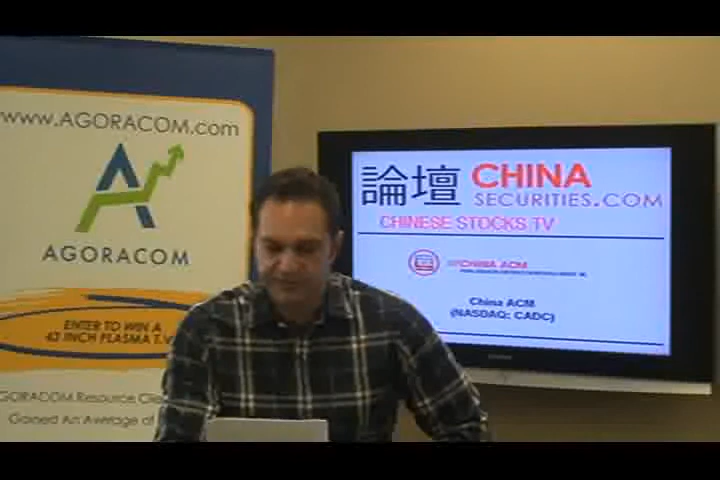 www.AGORACOM.com
AGORACOM
ENTER TO WIN A
42 INCH PLASMA T.V
GORACOM Resource Clie
Gained An Average of
論壇 CHINA
SECURITIES.COM
CHINESE STOCKS TV
CHINA ACM
China ACM
(NASDAQ: CADC)